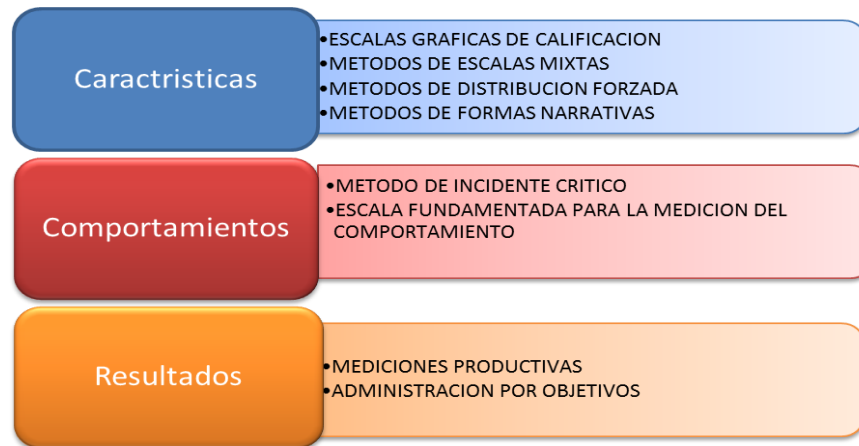 Caractristicas
•ESCALAS GRAFICAS DE CALIFICACION
•METODOS DE ESCALAS MIXTAS
•METODOS DE DISTRIBUCION FORZADA
•METODOS DE FORMAS NARRATIVAS
Comportamientos
•METODO DE INCIDENTE CRITICO
•ESCALA FUNDAMENTADA PARA LA MEDICION DEL
COMPORTAMIENTO
Resultados
•MEDICIONES PRODUCTIVAS
•ADMINISTRACION POR OBJETIVOS